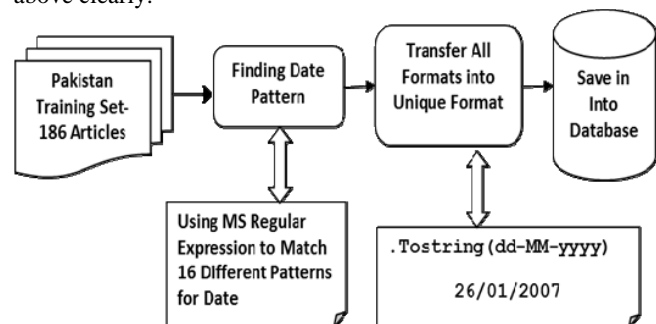 above clearly.
Pakistan
Training Set-
186 Articles
Finding Date
Pattern
Transfer All
Formats into
Unique Format
Save in
Into
Database
Using MS Regular
Expression to Match
16 DIfferent Patterns
for Date
.Tostring(dd-MM-yyyy)
26/01/2007